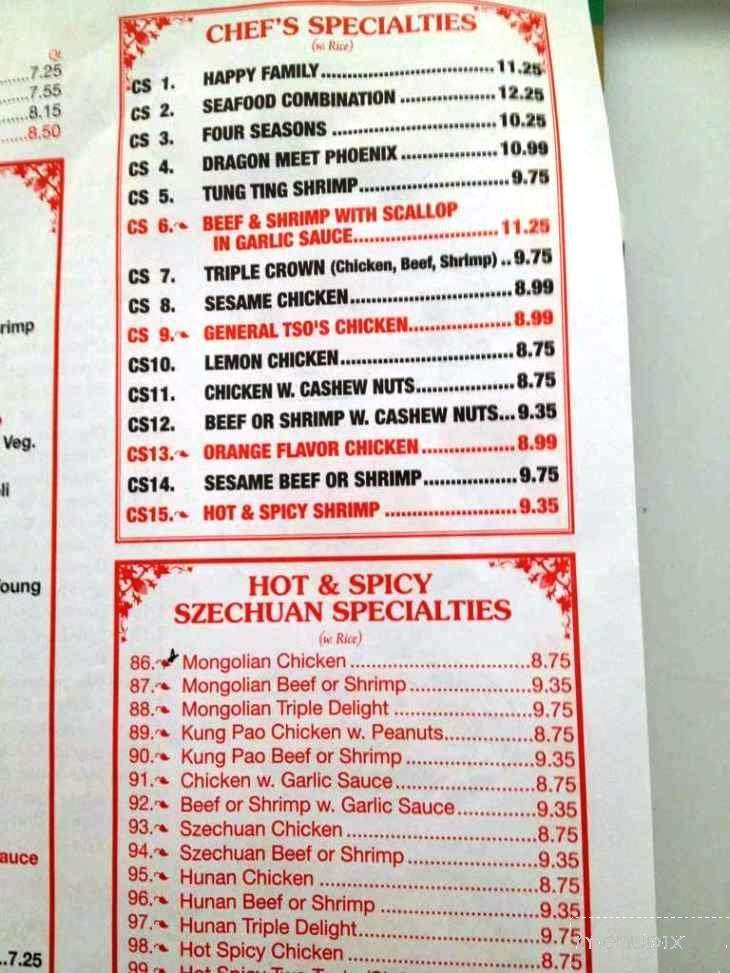 Qt.
......7.25
......7.55
......8.15
......8.50
rimp
Veg.
li
oung
auce
..7.25
CHEF'S SPECIALTIES
(w. Rice)
CS 1. HAPPY FAMILY.................................11.25
CS 2. SEAFOOD COMBINATION ..................12.25
CS 3. FOUR SEASONS ...............................10.25
CS 4. DRAGON MEET PHOENIX..................10.99
CS 5. TUNG TING SHRIMP............................9.75
CS 6. BEEF & SHRIMP WITH SCALLOP
IN GARLIC SAUCE...........................11.25
CS 7. TRIPLE CROWN (Chicken, Beef, Shrimp) ..9.75
CS 8. SESAME CHICKEN..............................8.99
CS 9. GENERAL TSO'S CHICKEN...................8.99
CS10. LEMON CHICKEN...............................8.75
CS11. CHICKEN W. CASHEW NUTS.................8.75
CS12. BEEF OR SHRIMP W. CASHEW NUTS...9.35
CS13. ORANGE FLAVOR CHICKEN.................8.99
CS14. SESAME BEEF OR SHRIMP.................9.75
CS15. HOT & SPICY SHRIMP ........................9.35
HOT & SPICY
SZECHUAN SPECIALTIES
(w. Rice)
86. Mongolian Chicken ..............................8.75
87. Mongolian Beef or Shrimp....................9.35
88. Mongolian Triple Delight .......................9.75
89. Kung Pao Chicken w. Peanuts..............8.75
90. Kung Pao Beef or Shrimp .....................9.35
91. Chicken w. Garlic Sauce.......................8.75
92. Beef or Shrimp w. Garlic Sauce............9.35
93. Szechuan Chicken ...............................8.75
94. Szechuan Beef or Shrimp.....................9.35
95. Hunan Chicken ....................................8.75
96. Hunan Beef or Shrimp ..........................9.35
97. Hunan Triple Delight.............................9.75
98. Hot Spicy Chicken ...............................8.75
99. Hot Spicy